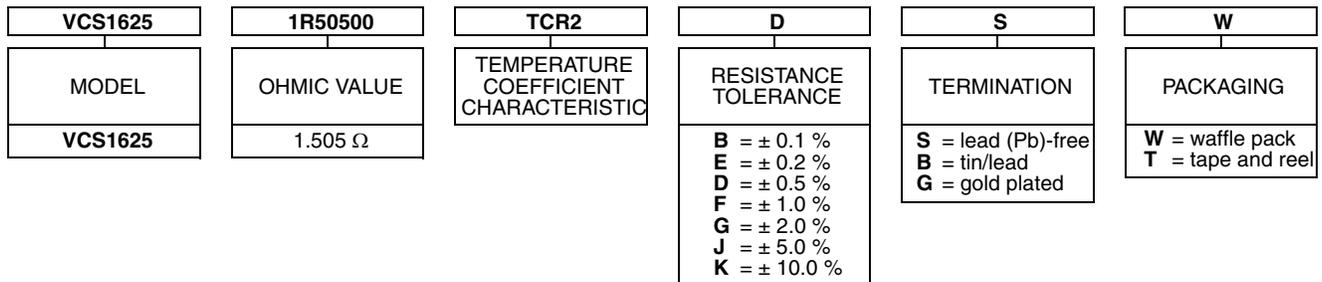 VCS1625
1R50500
TCR2
D
S
W
MODEL
OHMIC VALUE
TEMPERATURE
COEFFICIENT
CHARACTERISTIC
RESISTANCE
TOLERANCE
TERMINATION
PACKAGING
VCS1625
1.505 Ω
B = ± 0.1 %
E = ± 0.2 %
D = ± 0.5 %
F = ± 1.0 %
G = ± 2.0 %
J = ± 5.0 %
K = ± 10.0 %
S = lead (Pb)-free
B = tin/lead
G = gold plated
W = waffle pack
T = tape and reel